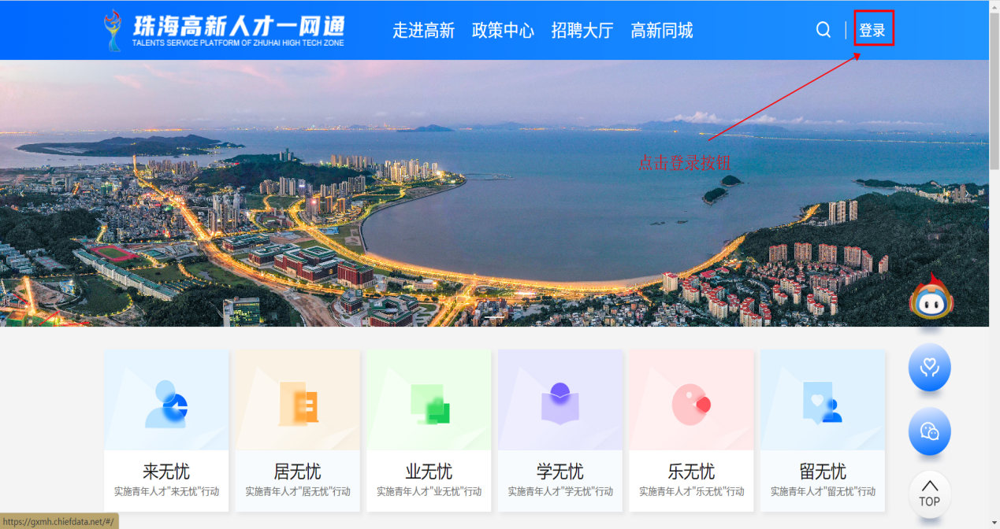 珠海高新人才一网通
TALENTS SERVICE PLATFORM OF ZHUHAI HIGH TECH ZONE
走进高新 政策中心 招聘大厅 高新同城
登录
点击登录按钮
来无忧
实施青年人才"来无忧"行动
居无忧
实施青年人才"居无忧"行动
业无忧
实施青年人才"业无忧"行动
学无忧
实施青年人才"学无忧"行动
乐无忧
实施青年人才"乐无忧"行动
留无忧
实施青年人才"留无忧"行动
TOP
https://gxmh.chiefdata.net/#/